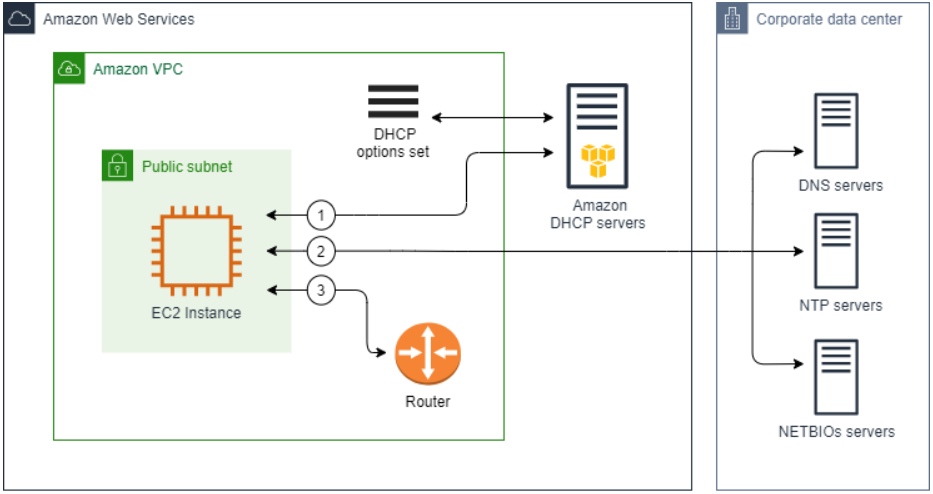 Amazon Web Services
Corporate data center
Amazon VPC
DHCP
options set
Public subnet
DNS servers
Amazon
DHCP servers
1
2
3
EC2 Instance
NTP servers
Router
NETBIOs servers